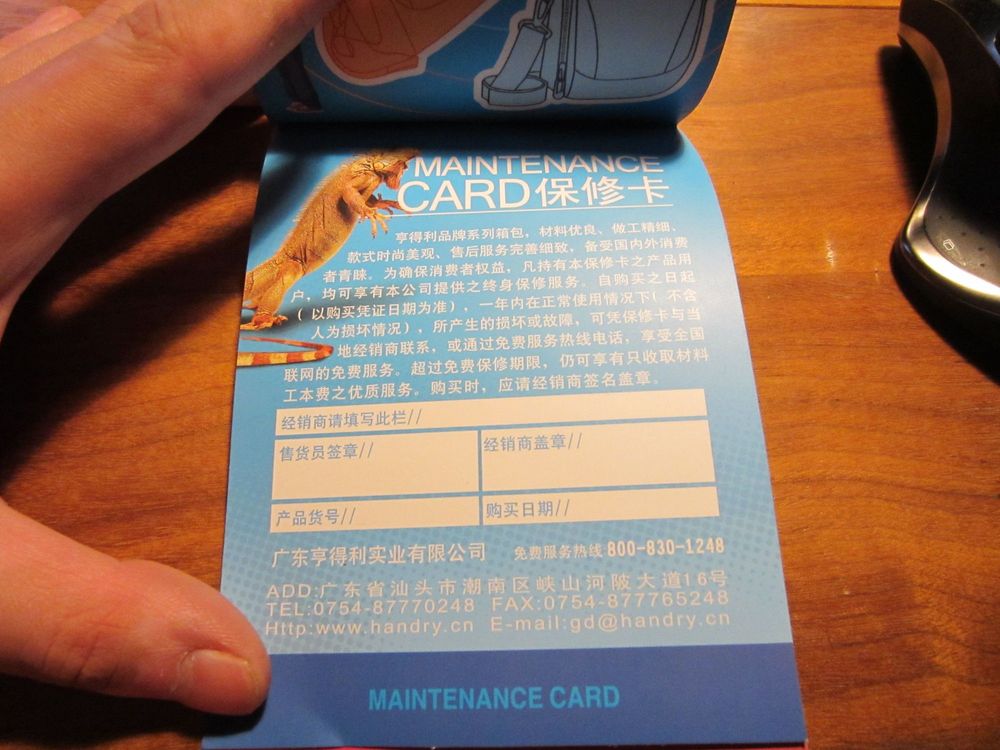 MAINTENANCE
CARD保修卡
亨得利品牌系列箱包，材料优良、做工精细、
款式时尚美观、售后服务完善细致，备受国内外消费
者青睐。为确保消费者权益，凡持有本保修卡之产品用
户，均可享有本公司提供之终身保修服务。自购买之日起
(以购买凭证日期为准)，一年内在正常使用情况下(不含
人为损坏情况)，所产生的损坏或故障，可凭保修卡与当
地经销商联系，或通过免费服务热线电话，享受全国
联网的免费服务。超过免费保修期限，仍可享有只收取材料
工本费之优质服务。购买时，应请经销商签名盖章。
经销商请填写此栏//
售货员签章//
经销商盖章//
产品货号//
购买日期//
广东亨得利实业有限公司 免费服务热线800-830-1248
ADD:广东省汕头市潮南区峡山河陂大道16号
TEL:0754-87770248 FAX:0754-877765248
Http:www.handry.cn E-mail:gd@handry.cn
MAINTENANCE CARD